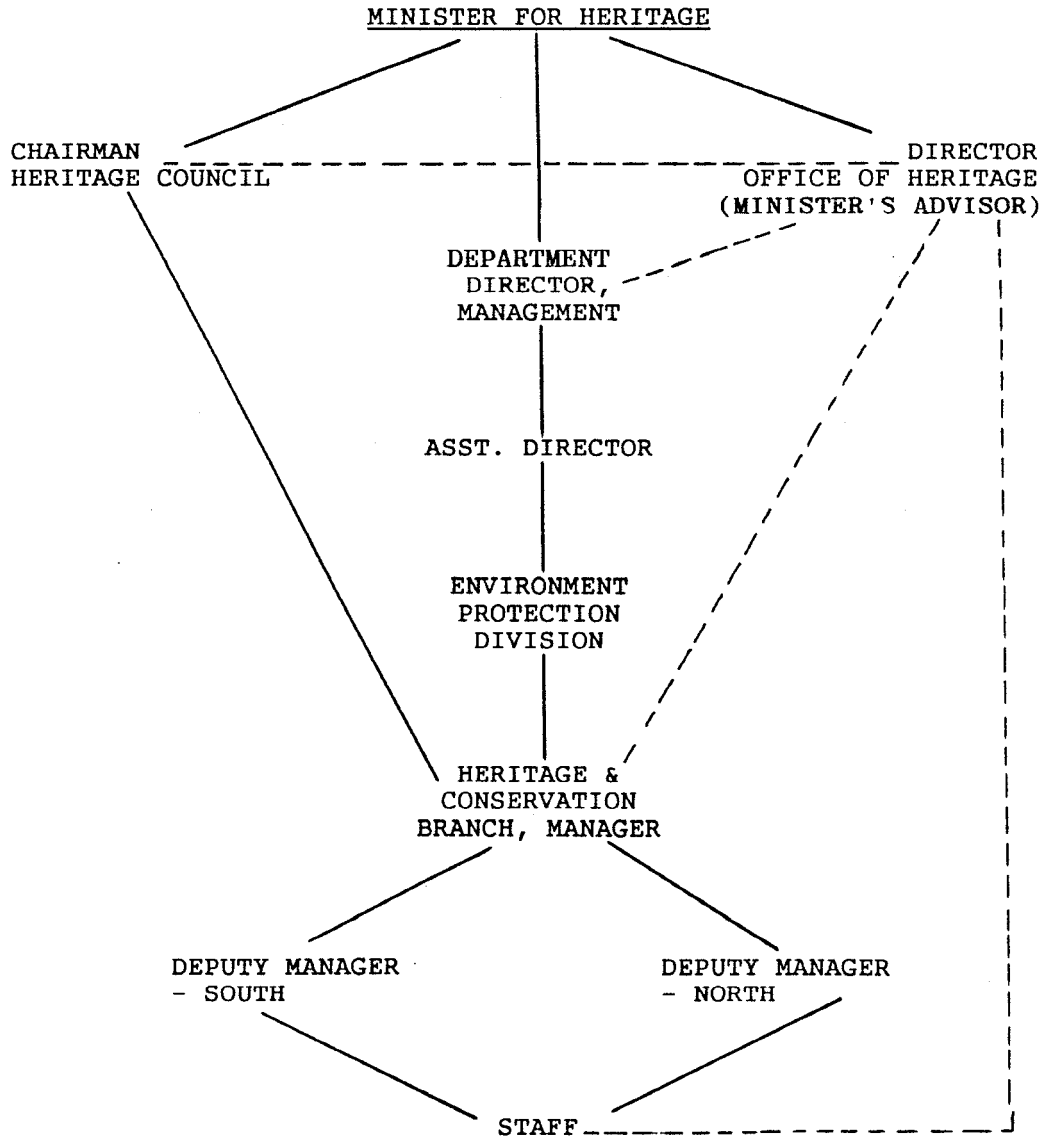 MINISTER FOR HERITAGE
CHAIRMAN
HERITAGE COUNCIL
DIRECTOR
OFFICE OF HERITAGE
(MINISTER'S ADVISOR)
DEPARTMENT
DIRECTOR,
MANAGEMENT
ASST. DIRECTOR
ENVIRONMENT
PROTECTION
DIVISION
HERITAGE &
CONSERVATION
BRANCH, MANAGER
DEPUTY MANAGER
- SOUTH
DEPUTY MANAGER
- NORTH
STAFF